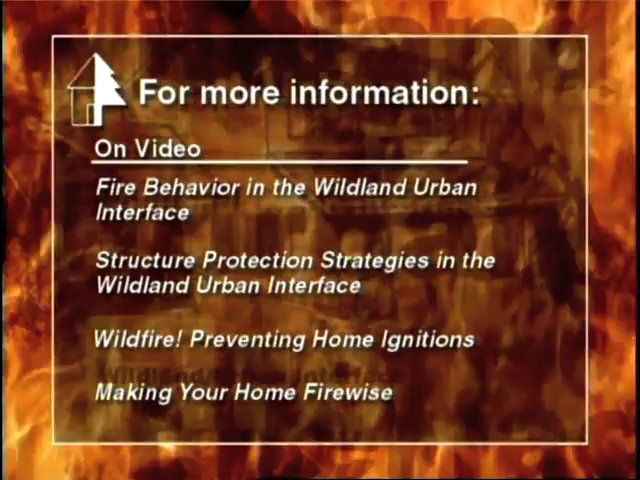 For more information:
On Video
Fire Behavior in the Wildland Urban
Interface
Structure Protection Strategies in the
Wildland Urban Interface
Wildfire! Preventing Home Ignitions
Making Your Home Firewise